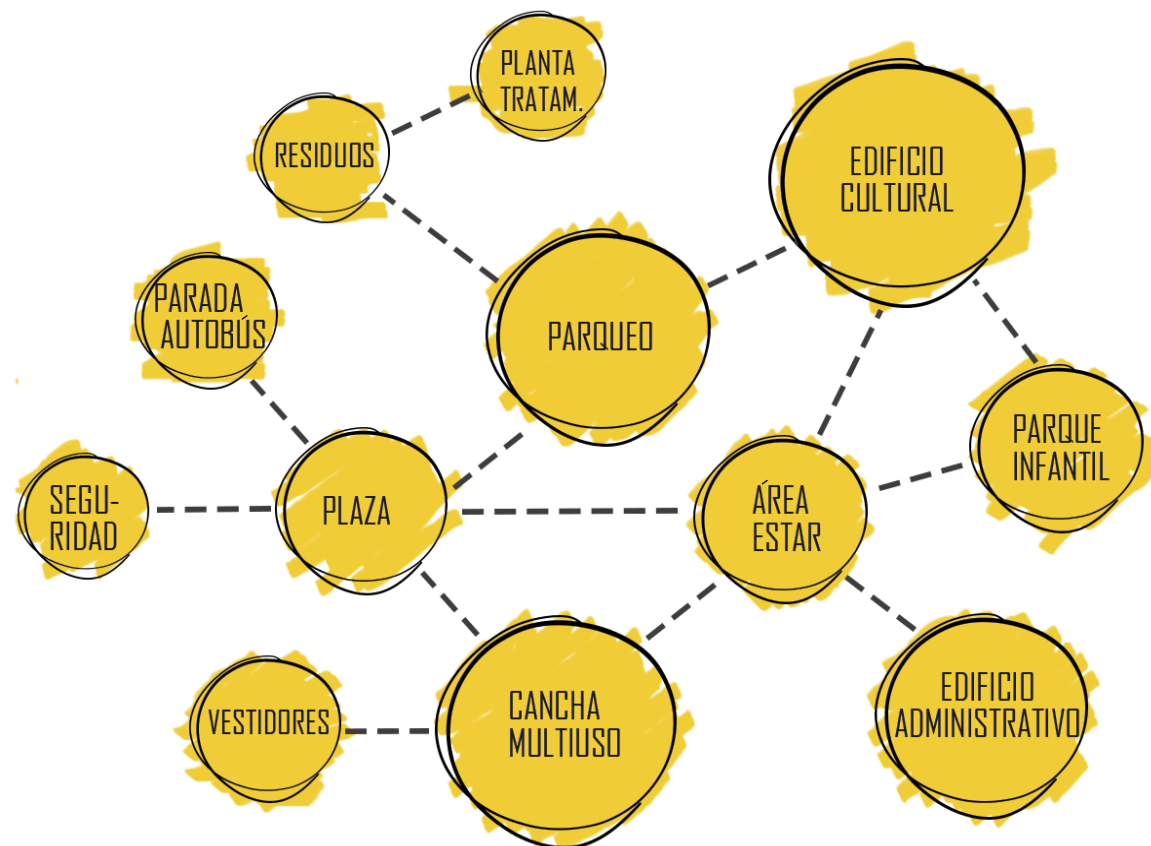 PLANTA
TRATAM.
RESIDUOS
EDIFICIO
CULTURAL
PARADA
AUTOBÚS
PARQUEO
PARQUE
INFANTIL
SEGU-
RIDAD
PLAZA
ÁREA
ESTAR
VESTIDORES
CANCHA
MULTIUSO
EDIFICIO
ADMINISTRATIVO